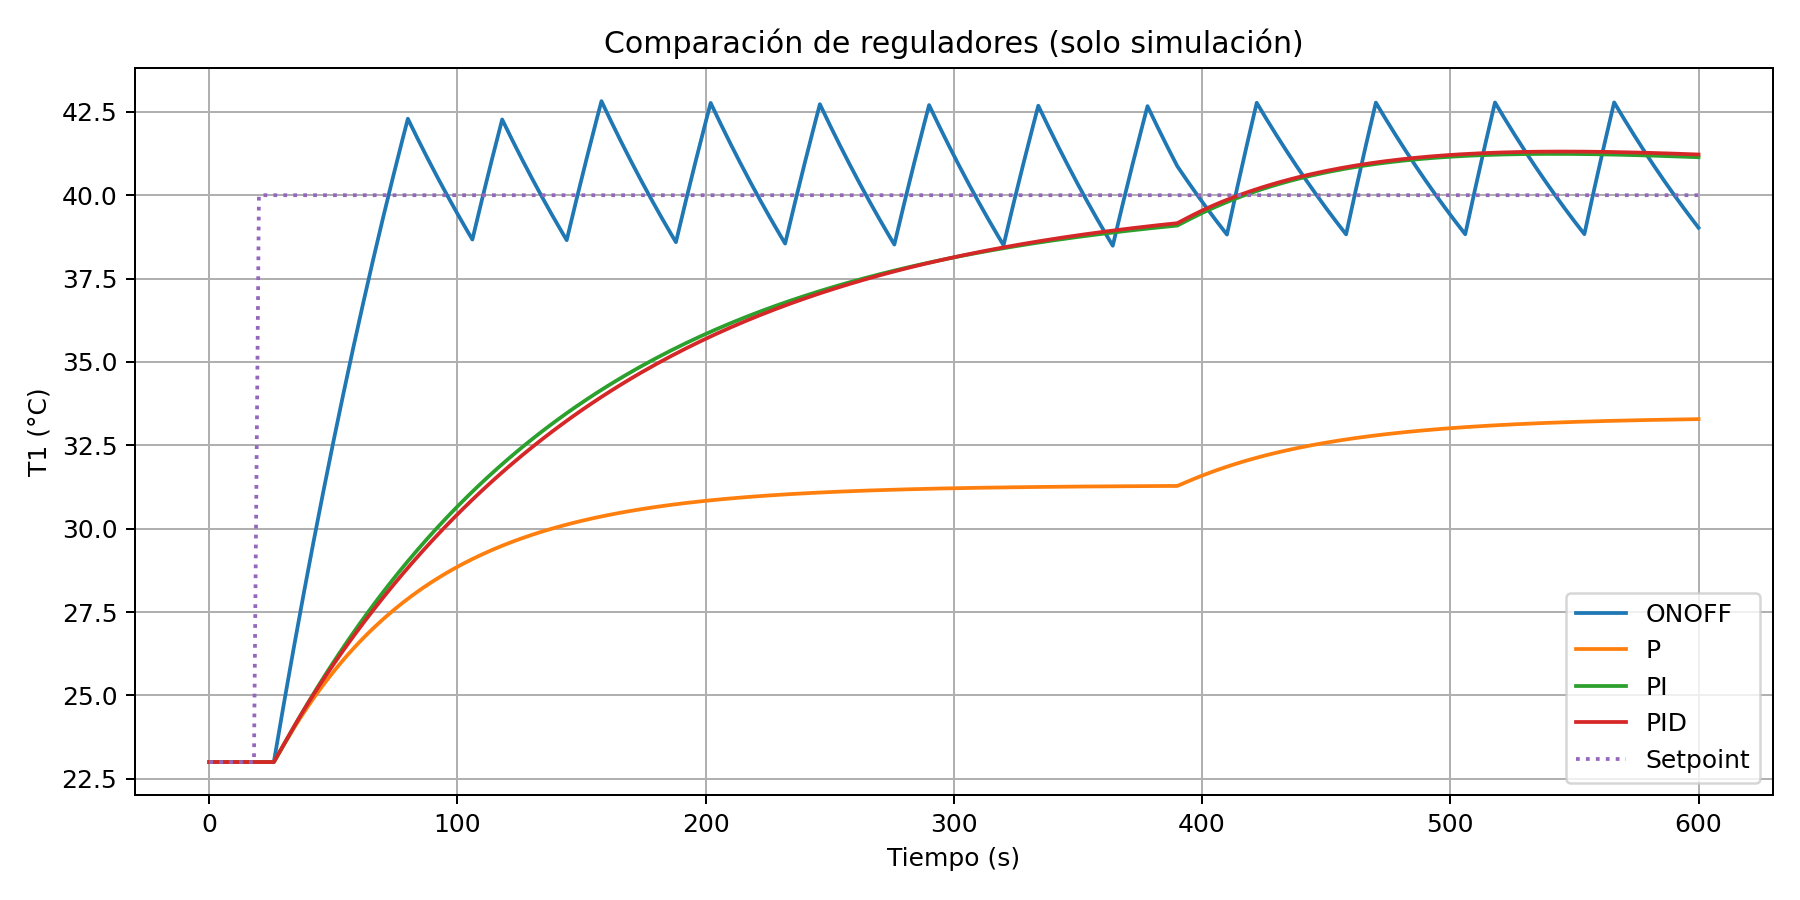 Comparación de reguladores (solo simulación)
T1 (°C)
42.5
40.0
37.5
35.0
32.5
30.0
27.5
25.0
22.5
0 100 200 300 400 500 600
Tiempo (s)
ONOFF
P
PI
PID
Setpoint